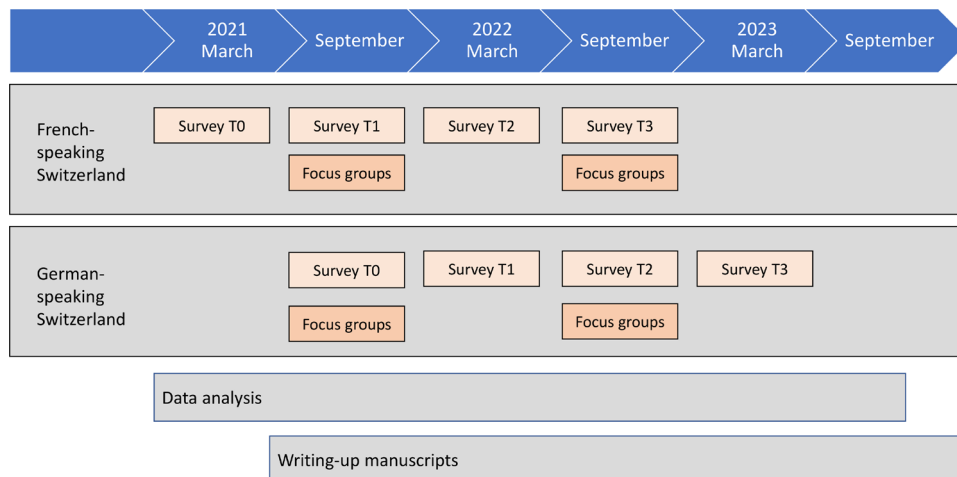 2021
March
September
2022
March
September
2023
March
September
French-
speaking
Switzerland
Survey T0
Survey T1
Survey T2
Survey T3
Focus groups
Focus groups
German-
speaking
Switzerland
Survey T0
Survey T1
Survey T2
Survey T3
Focus groups
Focus groups
Data analysis
Writing-up manuscripts